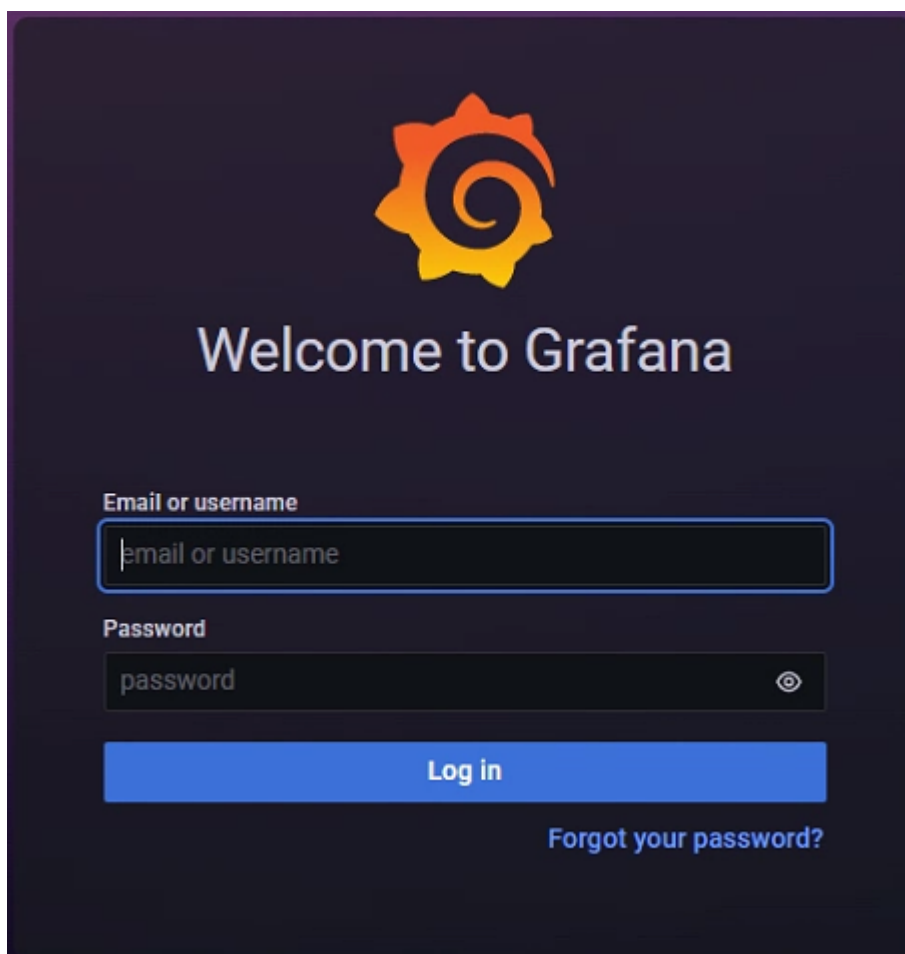 Welcome to Grafana
Email or username
email or username
Password
password
Log in
Forgot your password?